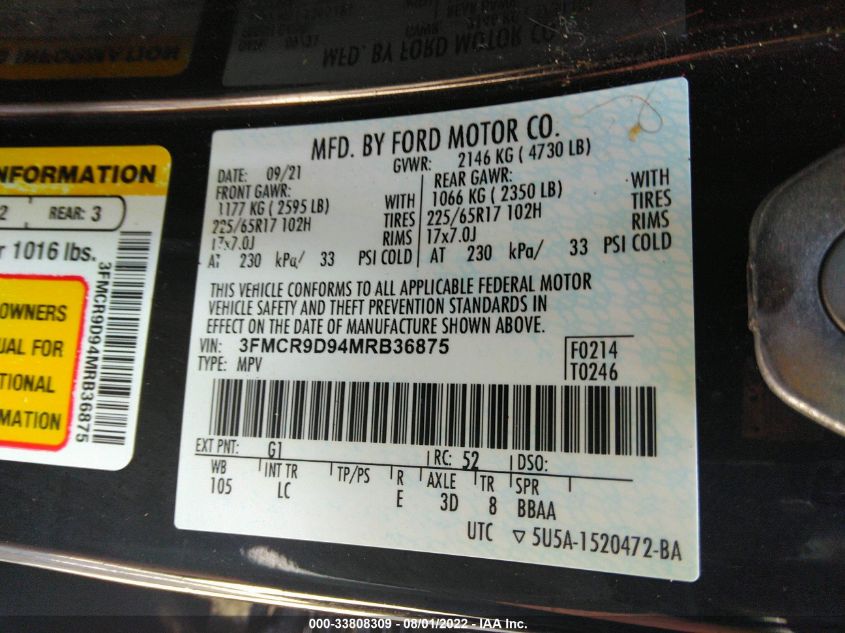 MFD. BY FORD MOTOR CO.
DATE: 09/21
GVWR: 2146 KG ( 4730 LB)
FRONT GAWR:
1177 KG ( 2595 LB) WITH
225/65R17 102H TIRES
17x7.0J RIMS
AT 230 kPa/ 33 PSI COLD
REAR GAWR:
1066 KG ( 2350 LB) WITH
225/65R17 102H TIRES
17x7.0J RIMS
AT 230 kPa/ 33 PSI COLD
THIS VEHICLE CONFORMS TO ALL APPLICABLE FEDERAL MOTOR
VEHICLE SAFETY AND THEFT PREVENTION STANDARDS IN
EFFECT ON THE DATE OF MANUFACTURE SHOWN ABOVE.
VIN: 3FMCR9D94MRB36875
TYPE: MPV
F0214
T0246
EXT PNT: G1 RC: 52 DSO:
WB INT TR TP/PS R AXLE TR SPR
105 LC E 3D 8 BBAA
UTC ▽ 5U5A-1520472-BA
INFORMATION
2 REAR: 3
r 1016 lbs.
OWNERS
UAL FOR
TIONAL
RMATION
3FMCR9D94MRB36875
000-33808309 - 08/01/2022 - IAA Inc.